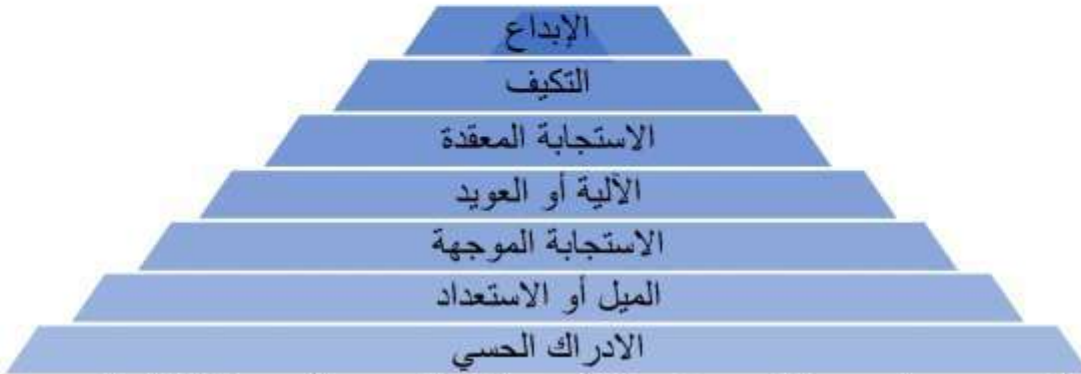 الإبداع
التكيف
الاستجابة المعقدة
الآلية أو العويد
الاستجابة الموجهة
الميل أو الاستعداد
الادراك الحسي